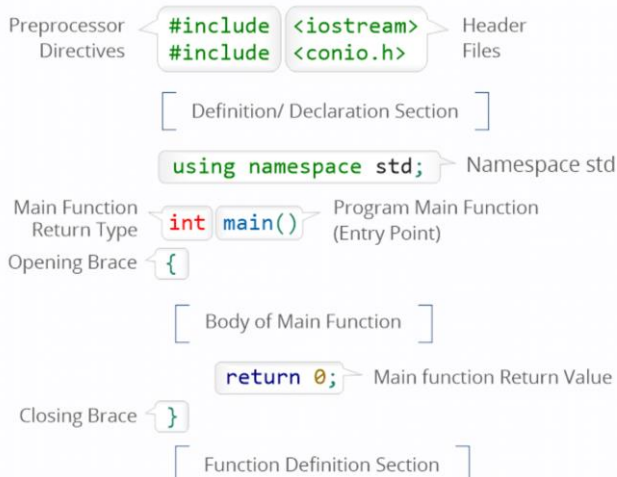 Preprocessor
Directives
#include <iostream>
#include <conio.h>
Header
Files
[ Definition/ Declaration Section ]
using namespace std;
Namespace std
Main Function
Return Type
int main()
Program Main Function
(Entry Point)
Opening Brace
{
[ Body of Main Function ]
return 0;
Main function Return Value
Closing Brace
}
[ Function Definition Section ]